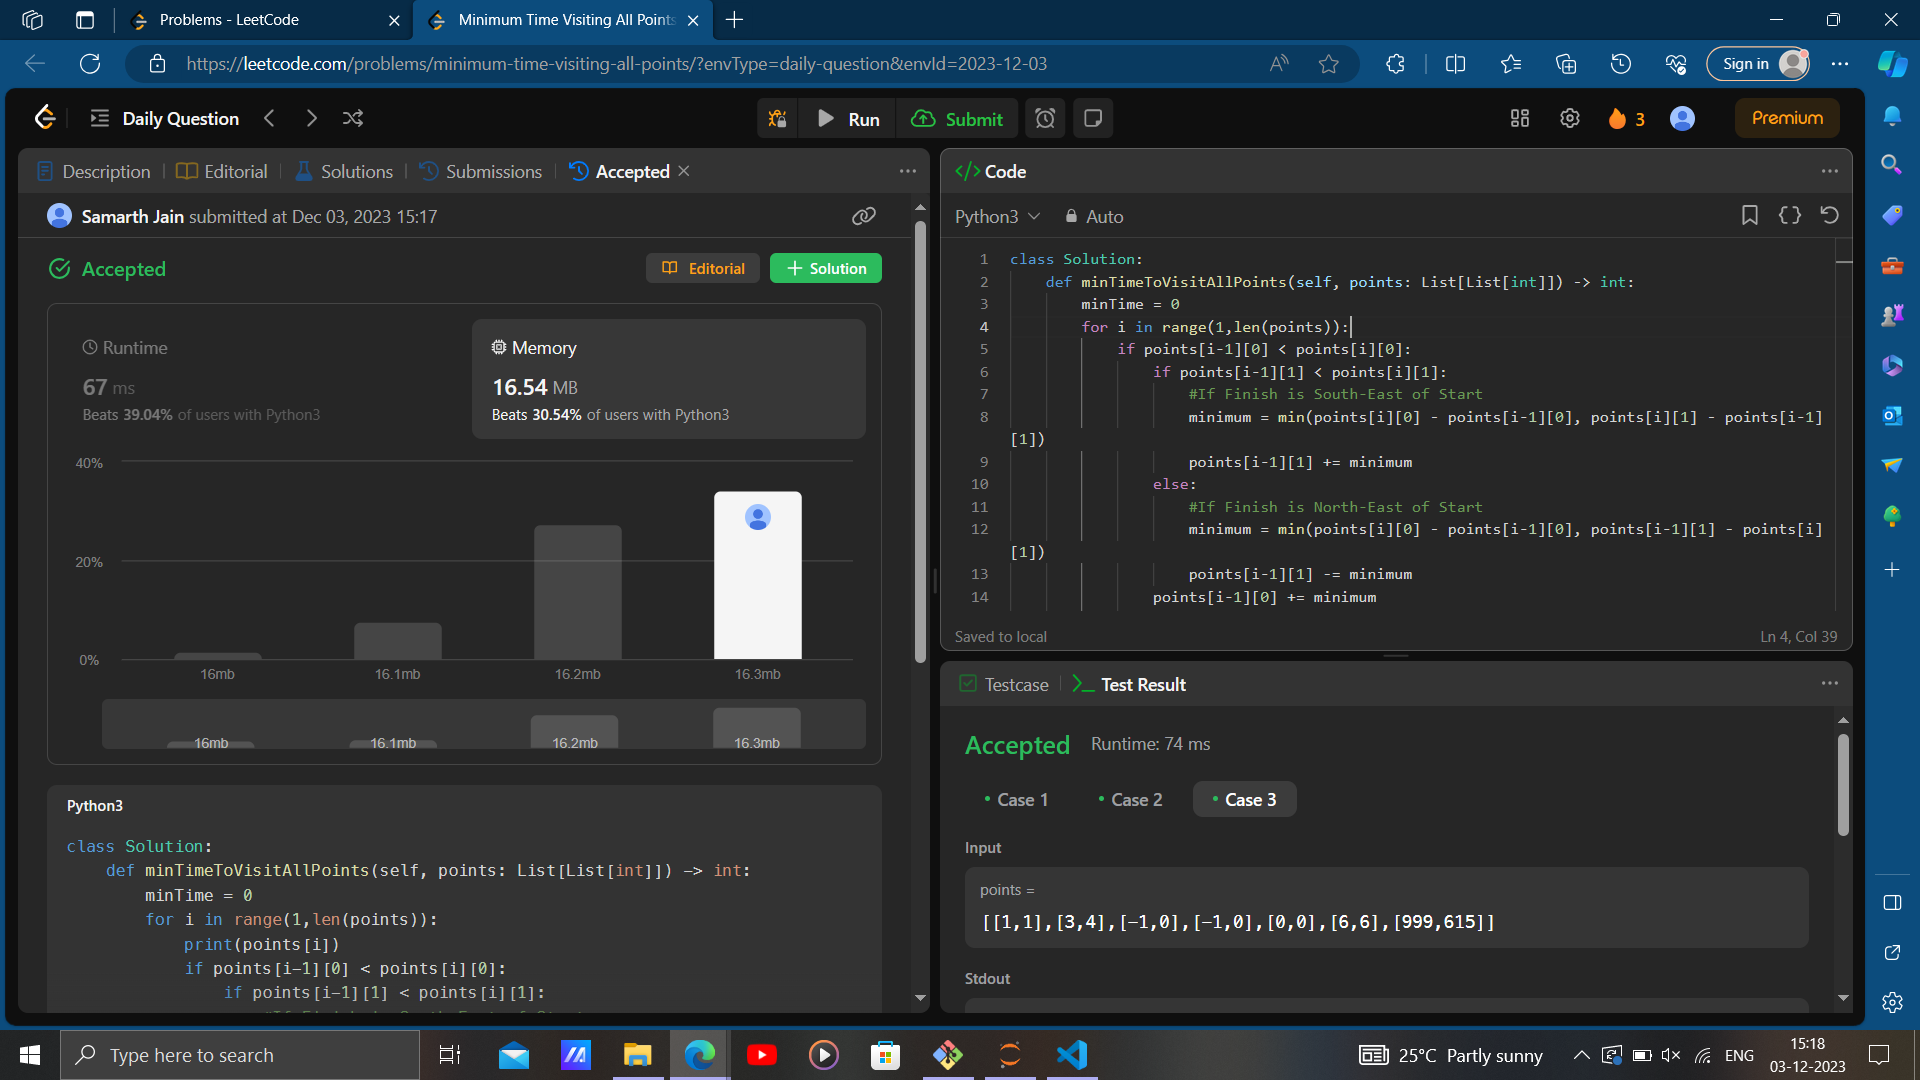 Problems - LeetCode
Minimum Time Visiting All Points
https://leetcode.com/problems/minimum-time-visiting-all-points/?envType=daily-question&envId=2023-12-03
Sign in
Daily Question
Run
Submit
3
Premium
Description
Editorial
Solutions
Submissions
Accepted
Samarth Jain submitted at Dec 03, 2023 15:17
Accepted
Editorial
Solution
Runtime
67 ms
Beats 39.04% of users with Python3
Memory
16.54 MB
Beats 30.54% of users with Python3
40%
20%
0%
16mb
16.1mb
16.2mb
16.3mb
16mb
16.1mb
16.2mb
16.3mb
Python3
class Solution:
def minTimeToVisitAllPoints(self, points: List[List[int]]) -> int:
minTime = 0
for i in range(1,len(points)):
print(points[i])
if points[i-1][0] < points[i][0]:
if points[i-1][1] < points[i][1]:
Code
Python3
Auto
1 class Solution:
2 def minTimeToVisitAllPoints(self, points: List[List[int]]) -> int:
3 minTime = 0
4 for i in range(1,len(points)):
5 if points[i-1][0] < points[i][0]:
6 if points[i-1][1] < points[i][1]:
7 #If Finish is South-East of Start
8 minimum = min(points[i][0] - points[i-1][0], points[i][1] - points[i-1]
[1])
9 points[i-1][1] += minimum
10 else:
11 #If Finish is North-East of Start
12 minimum = min(points[i][0] - points[i-1][0], points[i-1][1] - points[i]
[1])
13 points[i-1][1] -= minimum
14 points[i-1][0] += minimum
Saved to local
Ln 4, Col 39
Testcase
Test Result
Accepted
Runtime: 74 ms
Case 1
Case 2
Case 3
Input
points =
[[1,1],[3,4],[-1,0],[-1,0],[0,0],[6,6],[999,615]]
Stdout
Type here to search
25°C Partly sunny
ENG
15:18
03-12-2023